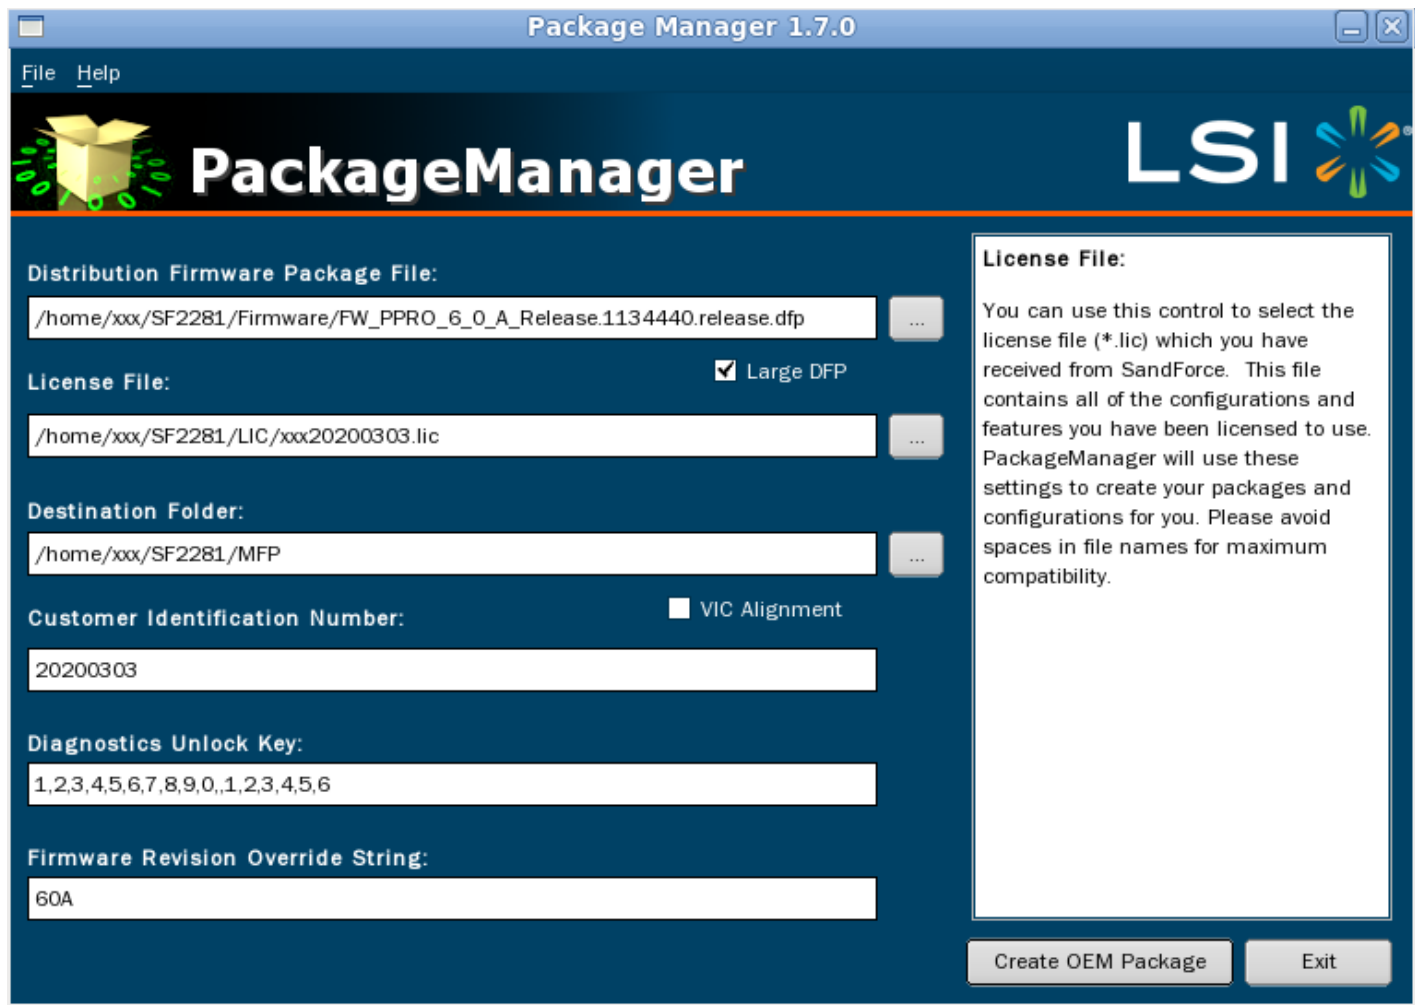 Package Manager 1.7.0
File Help
PackageManager
LSI
®
Distribution Firmware Package File:
/home/xxx/SF2281/Firmware/FW_PPRO_6_0_A_Release.1134440.release.dfp
...
Large DFP
License File:
/home/xxx/SF2281/LIC/xxx20200303.lic
...
Destination Folder:
/home/xxx/SF2281/MFP
...
VIC Alignment
Customer Identification Number:
20200303
Diagnostics Unlock Key:
1,2,3,4,5,6,7,8,9,0,,1,2,3,4,5,6
Firmware Revision Override String:
60A
License File:
You can use this control to select the
license file (*.lic) which you have
received from SandForce.  This file
contains all of the configurations and
features you have been licensed to use.
PackageManager will use these
settings to create your packages and
configurations for you. Please avoid
spaces in file names for maximum
compatibility.
Create OEM Package
Exit